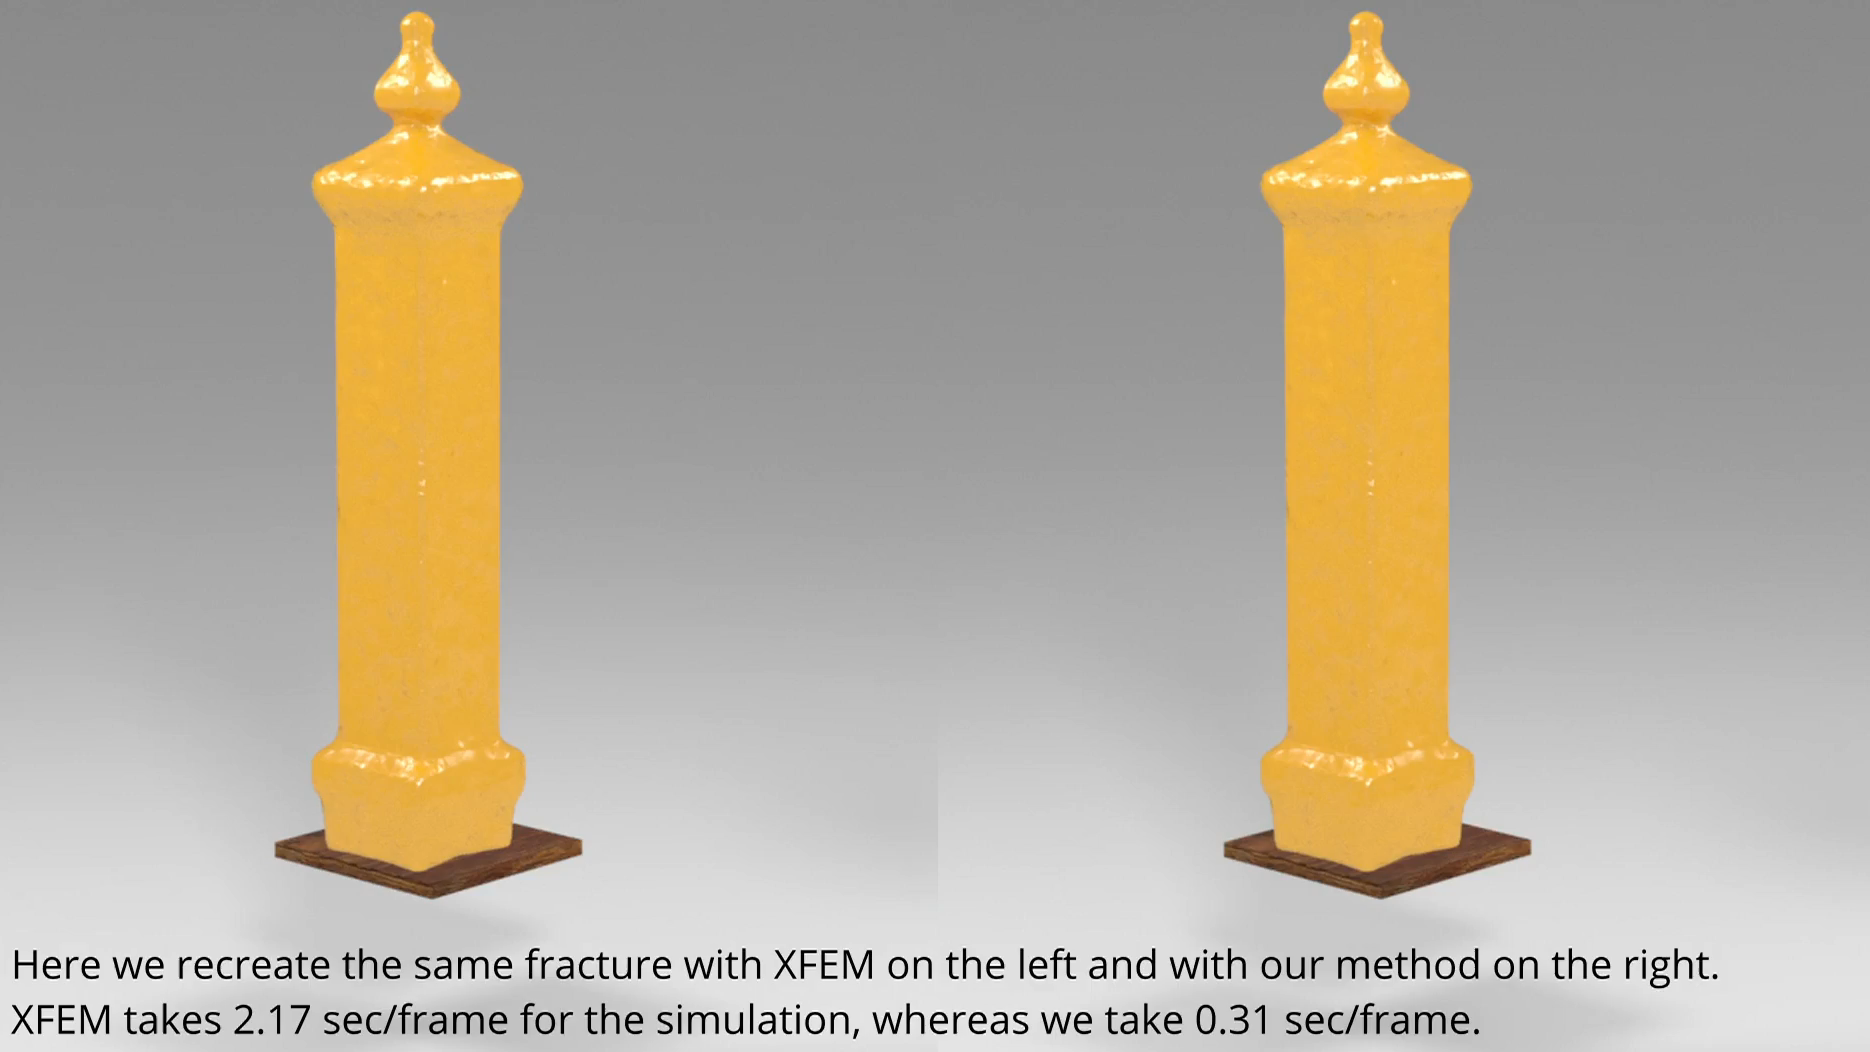 Here we recreate the same fracture with XFEM on the left and with our method on the right.
XFEM takes 2.17 sec/frame for the simulation, whereas we take 0.31 sec/frame.